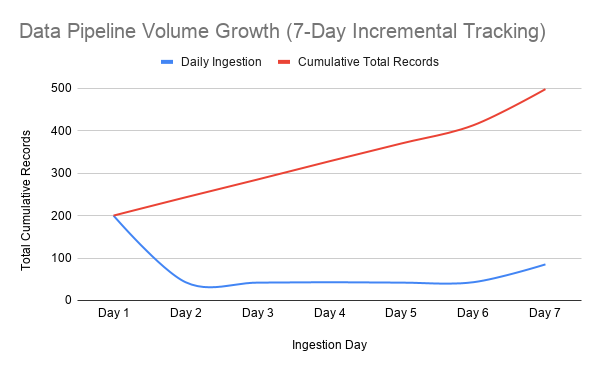 Data Pipeline Volume Growth (7-Day Incremental Tracking)
Daily Ingestion Cumulative Total Records
Total Cumulative Records
500
400
300
200
100
0
Day 1 Day 2 Day 3 Day 4 Day 5 Day 6 Day 7
Ingestion Day